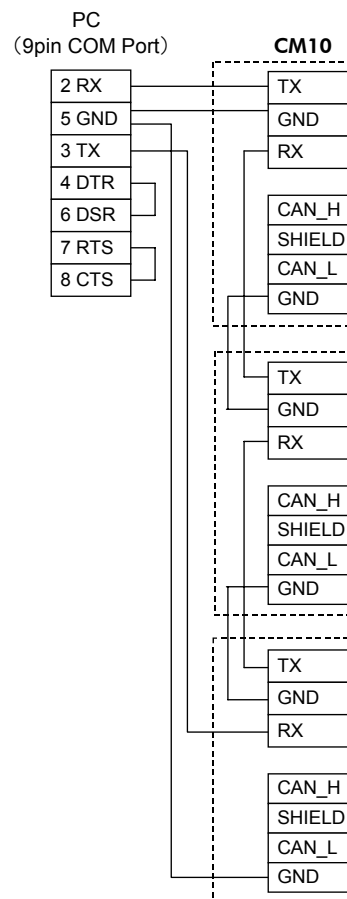 PC
（9pin COM Port）
2 RX
5 GND
3 TX
4 DTR
6 DSR
7 RTS
8 CTS
CM10
TX
GND
RX
CAN_H
SHIELD
CAN_L
GND
TX
GND
RX
CAN_H
SHIELD
CAN_L
GND
TX
GND
RX
CAN_H
SHIELD
CAN_L
GND